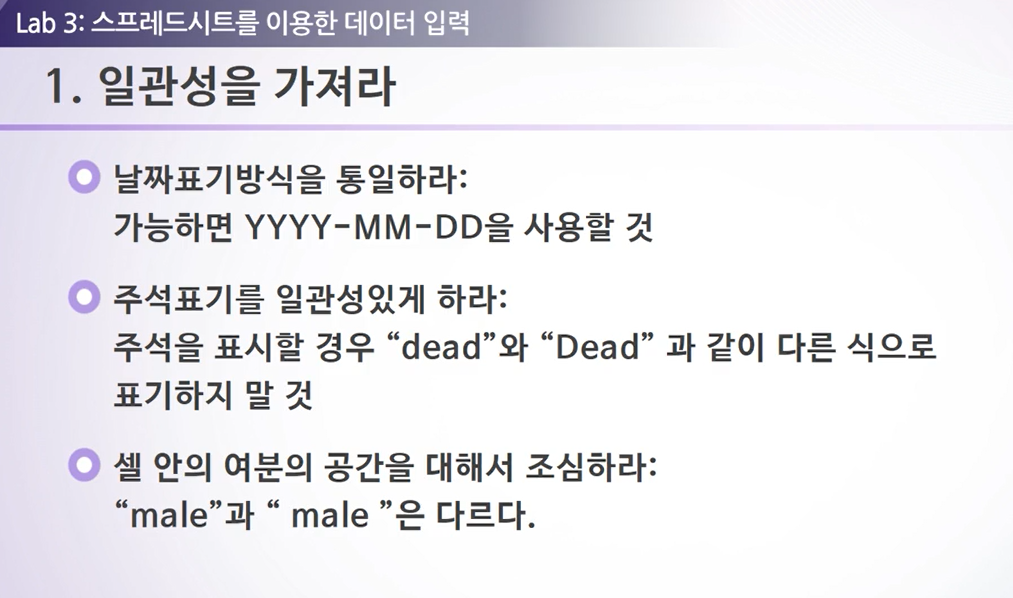 Lab 3: 스프레드시트를 이용한 데이터 입력
1. 일관성을 가져라
날짜표기방식을 통일하라:
가능하면 YYYY-MM-DD을 사용할 것
주석표기를 일관성있게 하라:
주석을 표시할 경우 “dead”와 “Dead” 과 같이 다른 식으로
표기하지 말 것
셀 안의 여분의 공간을 대해서 조심하라:
“male”과 “ male ”은 다르다.